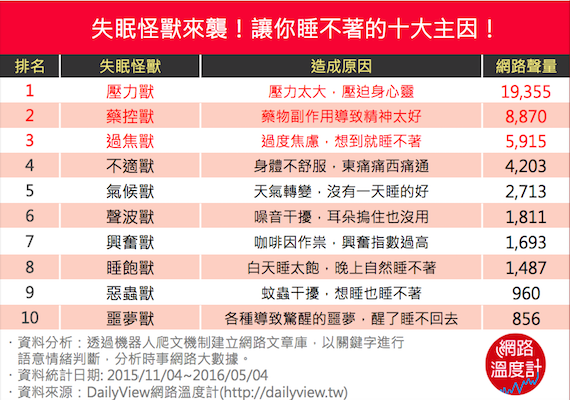 失眠怪獸來襲！讓你睡不著的十大主因！
排名 失眠怪獸 造成原因 網路聲量
1 壓力獸 壓力太大，壓迫身心靈 19,355
2 藥控獸 藥物副作用導致精神太好 8,870
3 過焦獸 過度焦慮，想到就睡不著 5,915
4 不適獸 身體不舒服，東痛痛西痛通 4,203
5 氣候獸 天氣轉變，沒有一天睡的好 2,713
6 聲波獸 噪音干擾，耳朵摀住也沒用 1,811
7 興奮獸 咖啡因作祟，興奮指數過高 1,693
8 睡飽獸 白天睡太飽，晚上自然睡不著 1,487
9 惡蟲獸 蚊蟲干擾，想睡也睡不著 960
10 噩夢獸 各種導致驚醒的噩夢，醒了睡不回去 856
．資料分析：透過機器人爬文機制建立網路文章庫，以關鍵字進行
語意情緒判斷，分析時事網路大數據。
．資料統計日期: 2015/11/04~2016/05/04
．資料來源：DailyView網路溫度計(http://dailyview.tw)
網路
溫度計